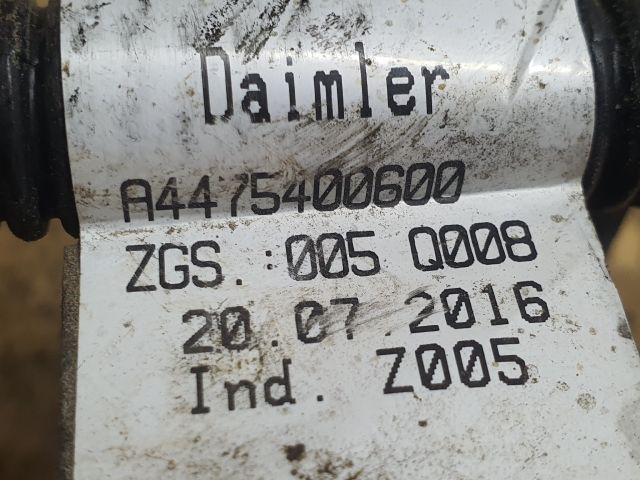 Daimler
A4475400600
ZGS. :005 Q008
20.07.2016
Ind. Z005